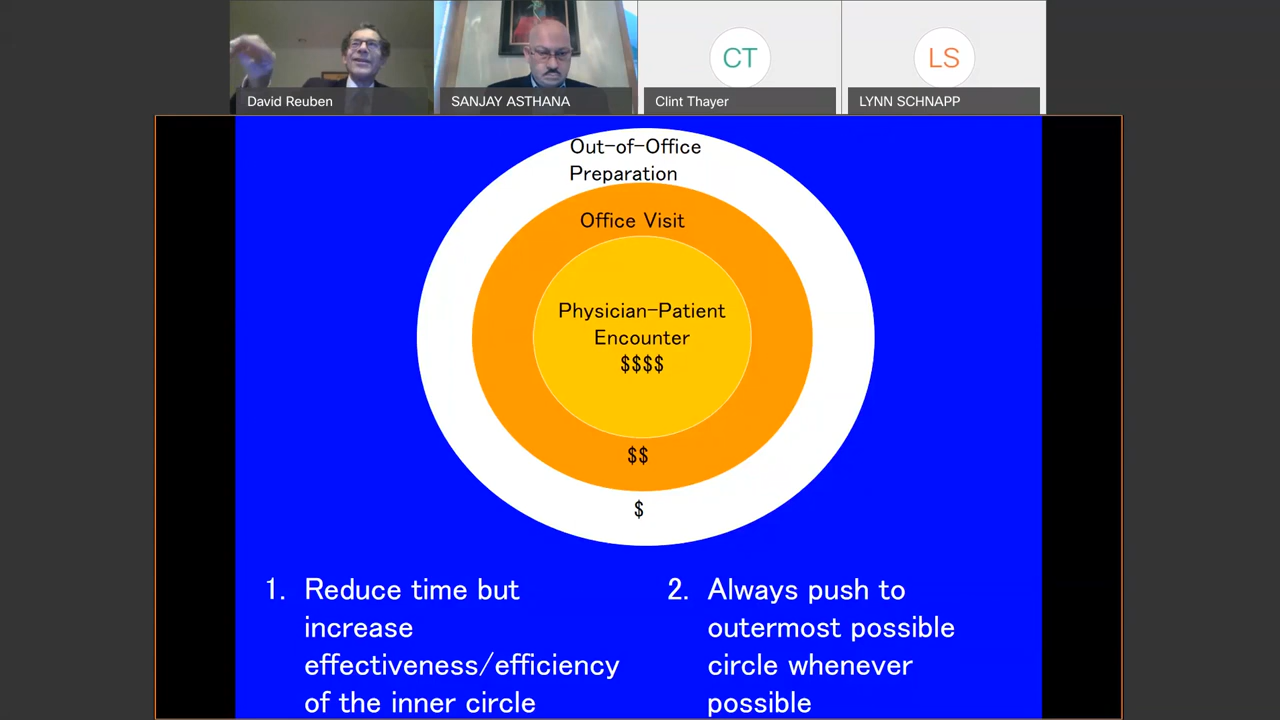 David Reuben
SANJAY ASTHANA
CT
Clint Thayer
LS
LYNN SCHNAPP
Out-of-Office
Preparation
Office Visit
Physician-Patient
Encounter
$$$$
$$
$
1. Reduce time but
increase
effectiveness/efficiency
of the inner circle
2. Always push to
outermost possible
circle whenever
possible